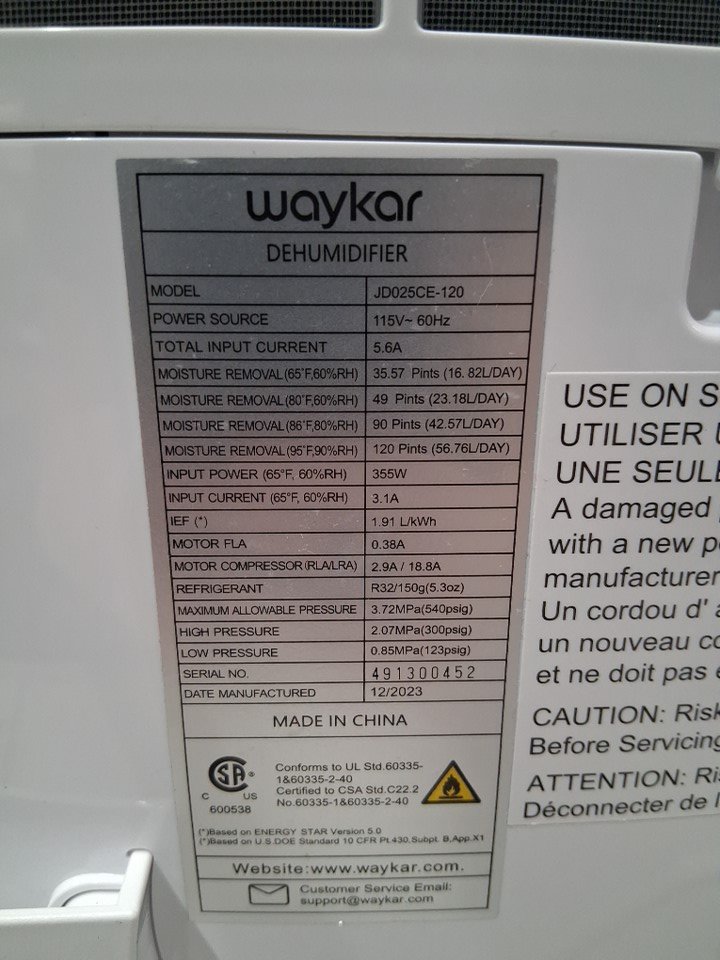 waykar
DEHUMIDIFIER
MODEL JD025CE-120
POWER SOURCE 115V~ 60Hz
TOTAL INPUT CURRENT 5.6A
MOISTURE REMOVAL(65°F,60%RH) 35.57 Pints (16.82L/DAY)
MOISTURE REMOVAL(80°F,60%RH) 49 Pints (23.18L/DAY)
MOISTURE REMOVAL(86°F,80%RH) 90 Pints (42.57L/DAY)
MOISTURE REMOVAL(95°F,90%RH) 120 Pints (56.76L/DAY)
INPUT POWER (65°F, 60%RH) 355W
INPUT CURRENT (65°F, 60%RH) 3.1A
IEF (*) 1.91 L/kWh
MOTOR FLA 0.38A
MOTOR COMPRESSOR (RLA/LRA) 2.9A / 18.8A
REFRIGERANT R32/150g(5.3oz)
MAXIMUM ALLOWABLE PRESSURE 3.72MPa(540psig)
HIGH PRESSURE 2.07MPa(300psig)
LOW PRESSURE 0.85MPa(123psig)
SERIAL NO. 491300452
DATE MANUFACTURED 12/2023
MADE IN CHINA
CSA®
C US
600538
Conforms to UL Std.60335-
1&60335-2-40
Certified to CSA Std.C22.2
No.60335-1&60335-2-40
(*)Based on ENERGY STAR Version 5.0
(*)Based on U.S.DOE Standard 10 CFR Pt.430,Subpt. B,App.X1
Website:www.waykar.com.
Customer Service Email:
support@waykar.com
USE ON S
UTILISER
UNE SEULE
A damaged
with a new
manufacturer
Un cordou d'
un nouveau
et ne doit pas
CAUTION: Risk
Before Servicing
ATTENTION: Ri
Déconnecter de l